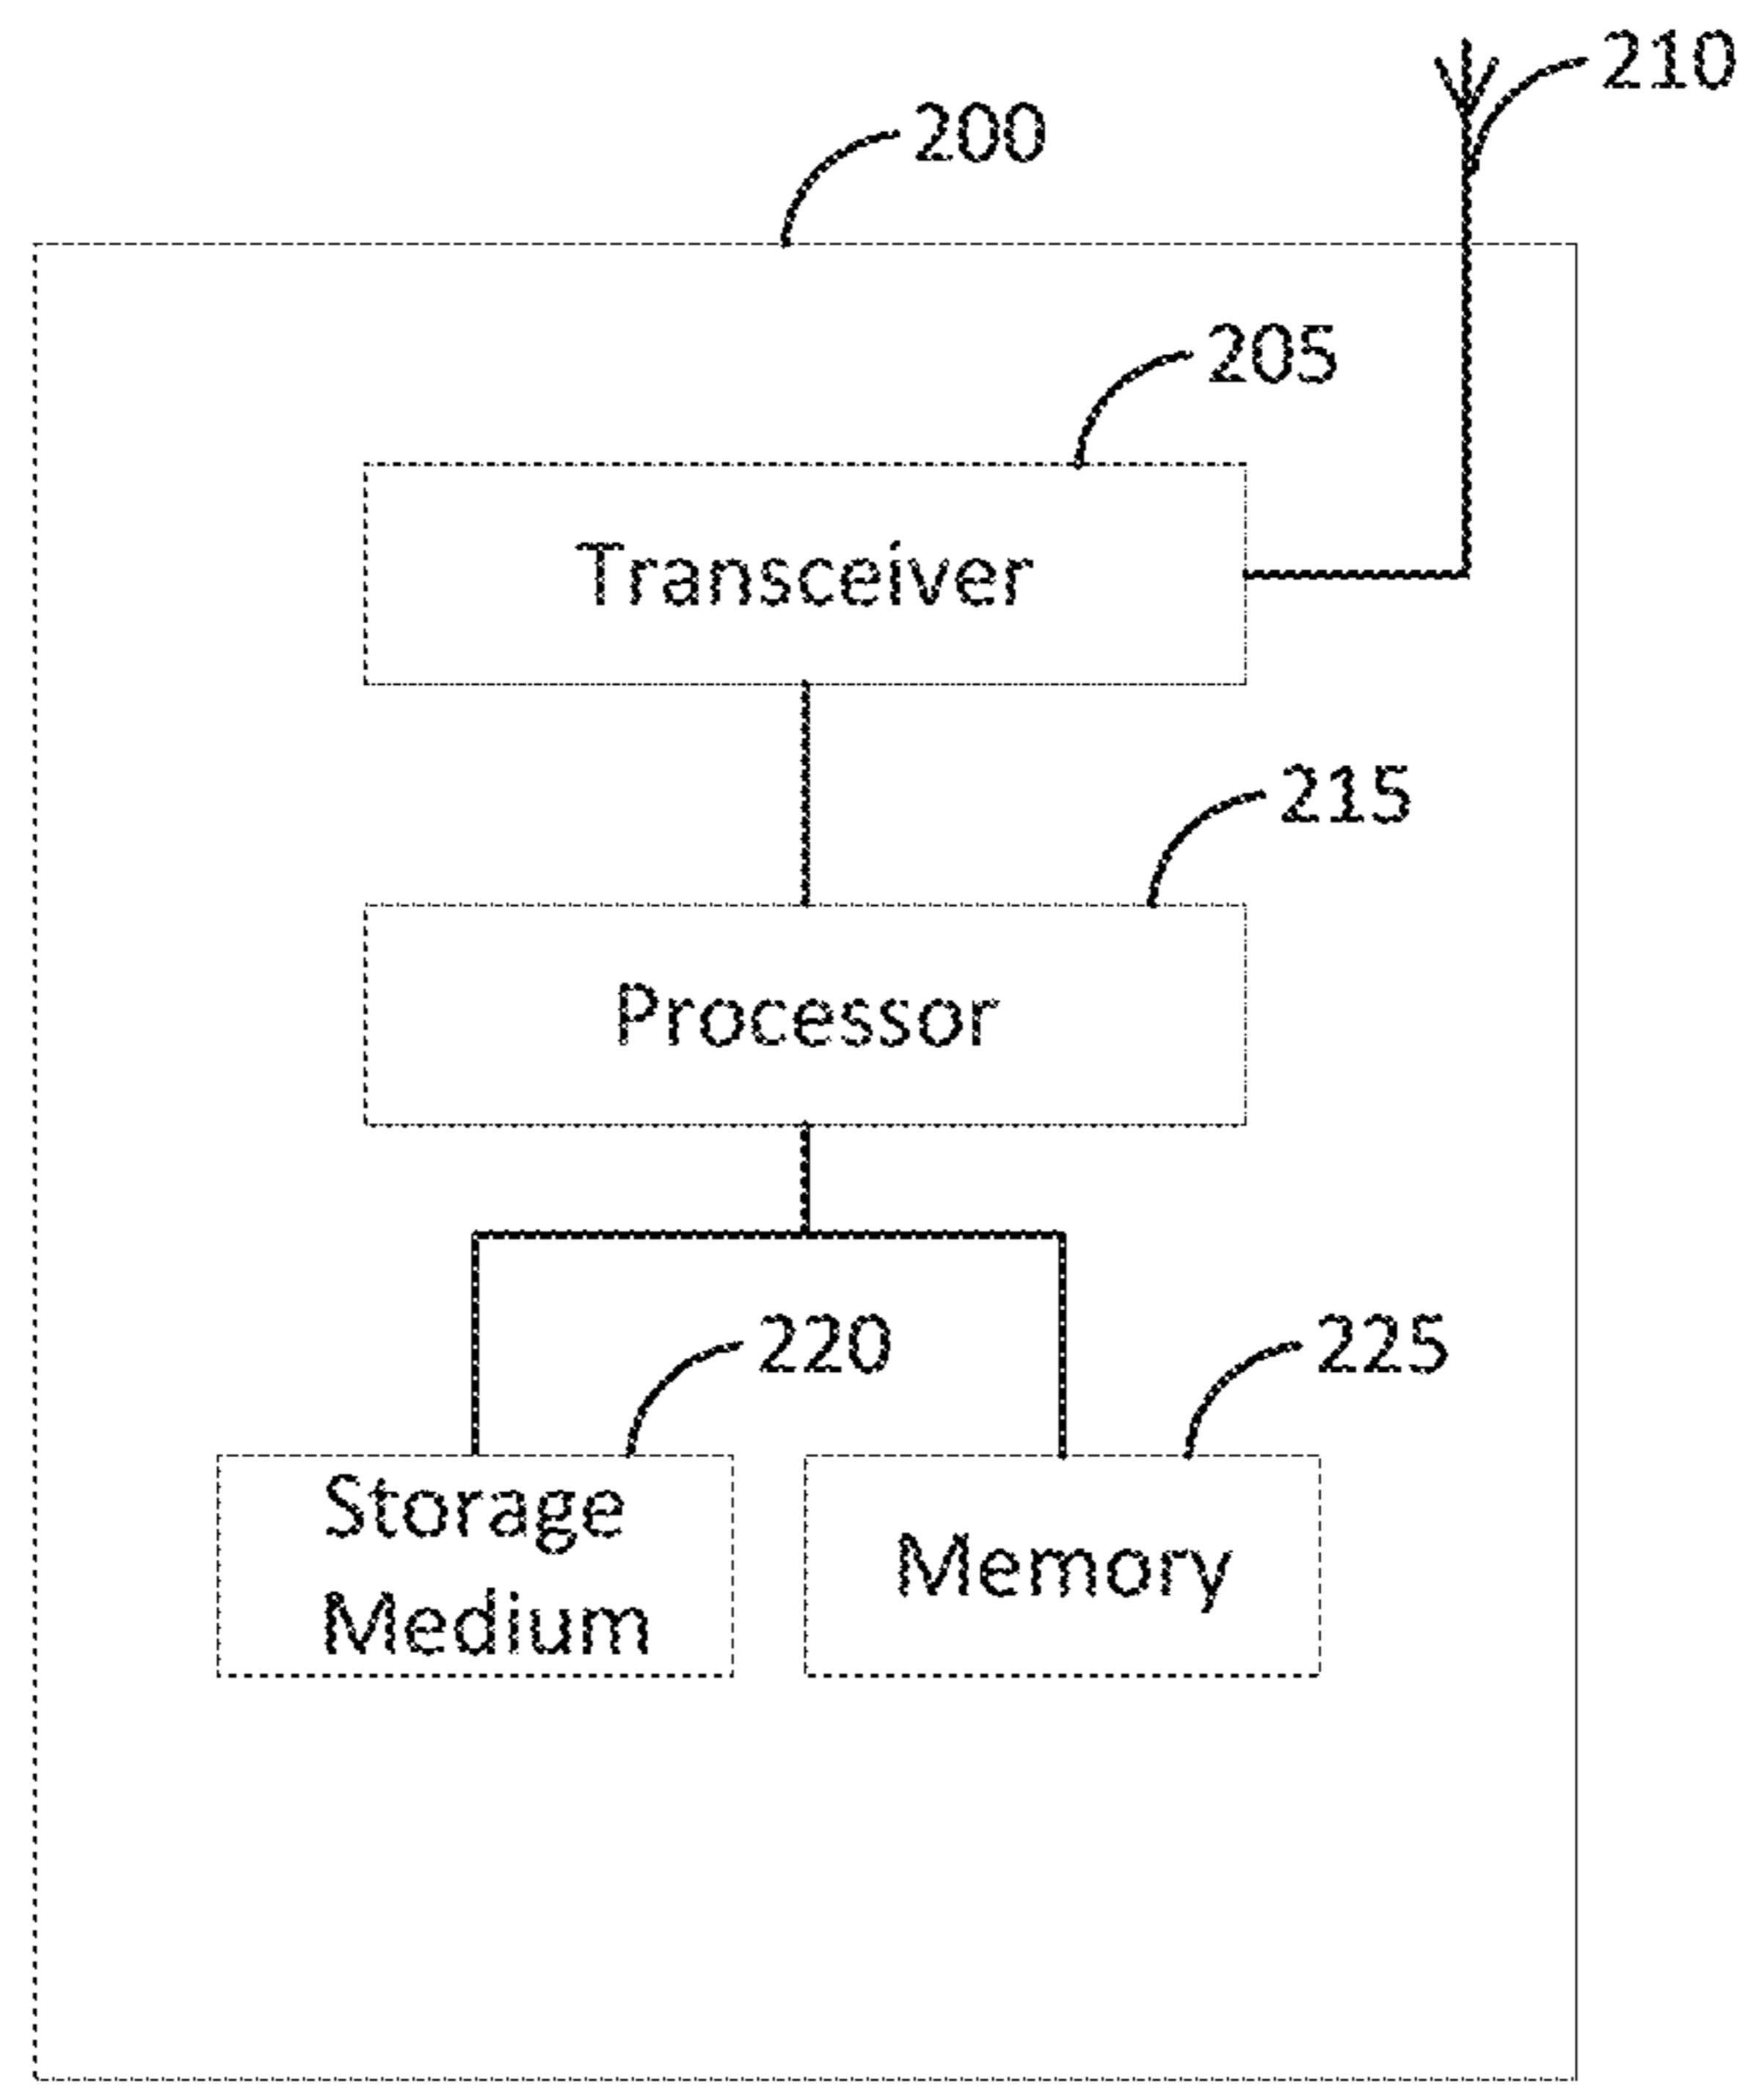 210
200
205
Transceiver
215
Processor
220
225
Storage
Medium
Memory